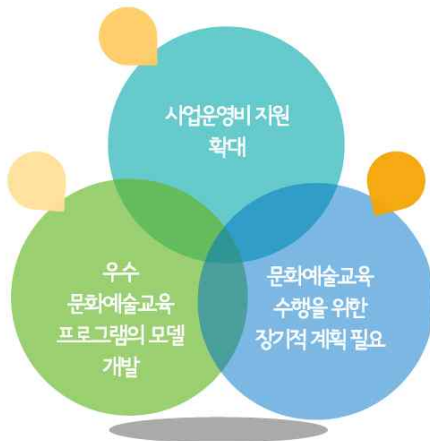 사업운영비 지원
확대
우수
문화예술교육
프로그램의 모델
개발
문화예술교육
수행을 위한
장기적 계획 필요